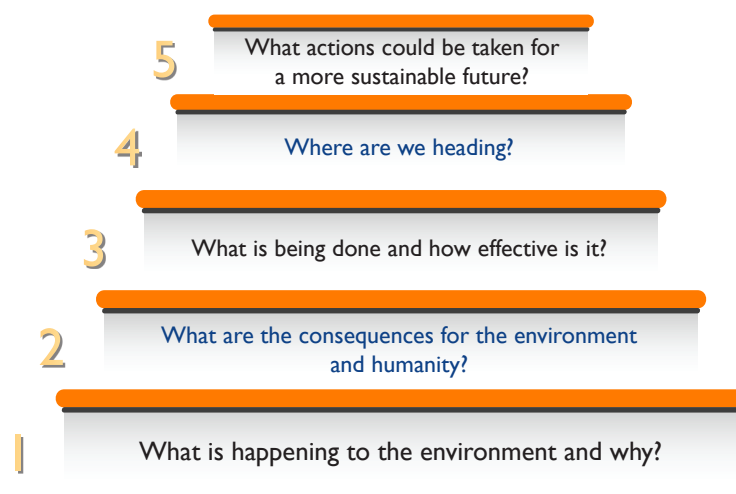 5
What actions could be taken for
a more sustainable future?
4
Where are we heading?
3
What is being done and how effective is it?
2
What are the consequences for the environment
and humanity?
1
What is happening to the environment and why?